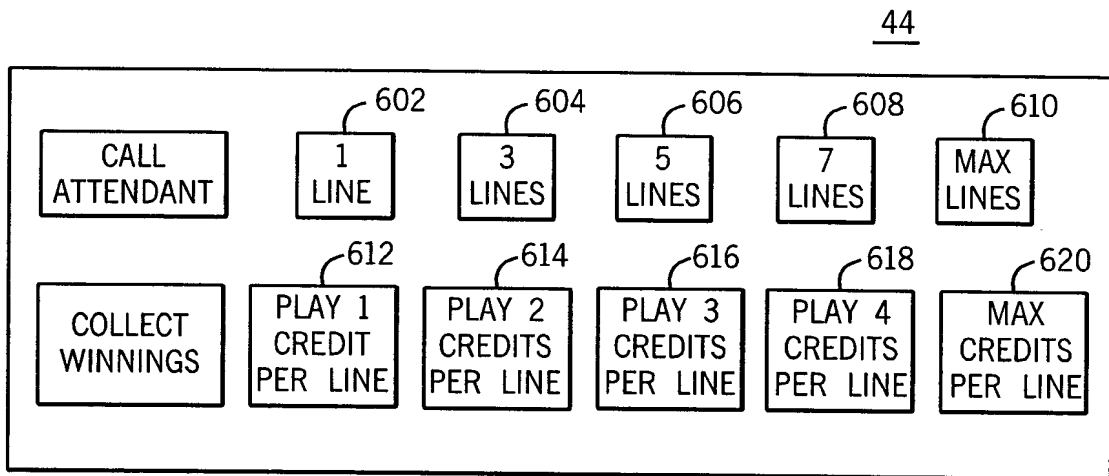 44
602 604 606 608 610
CALL ATTENDANT
1 LINE
3 LINES
5 LINES
7 LINES
MAX LINES
612 614 616 618 620
COLLECT WINNINGS
PLAY 1 CREDIT PER LINE
PLAY 2 CREDITS PER LINE
PLAY 3 CREDITS PER LINE
PLAY 4 CREDITS PER LINE
MAX CREDITS PER LINE